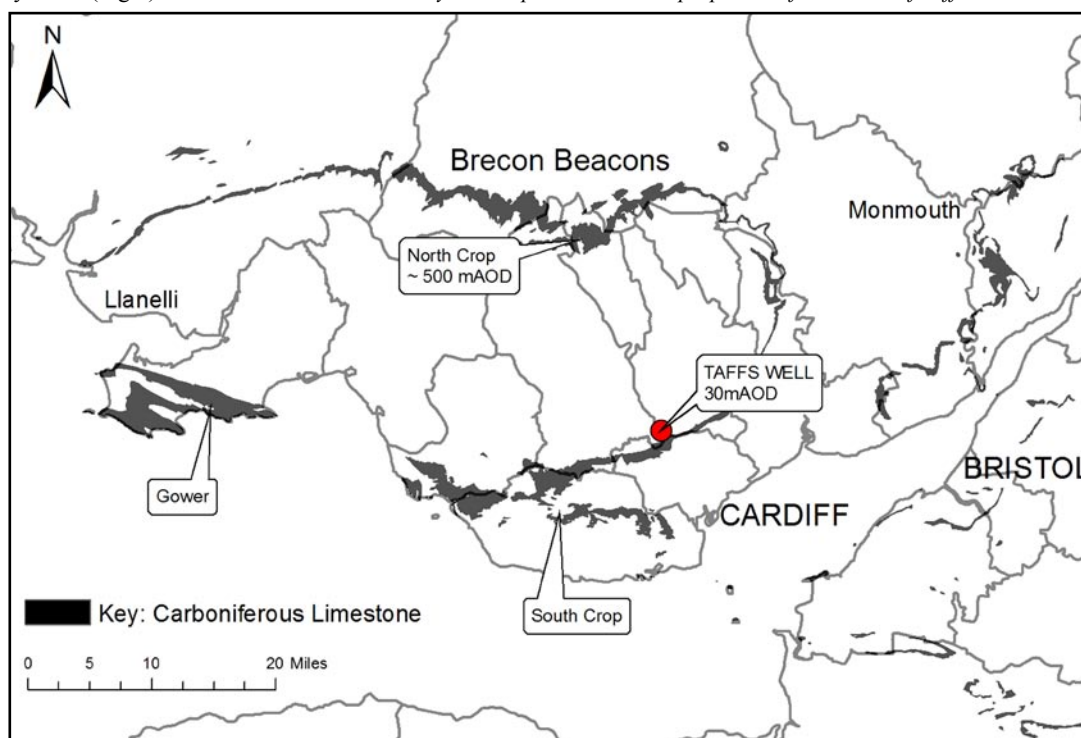 N
Brecon Beacons
Monmouth
North Crop
~ 500 mAOD
Llanelli
TAFFS WELL
30mAOD
Gower
BRISTOL
CARDIFF
South Crop
Key: Carboniferous Limestone
0 5 10 20 Miles